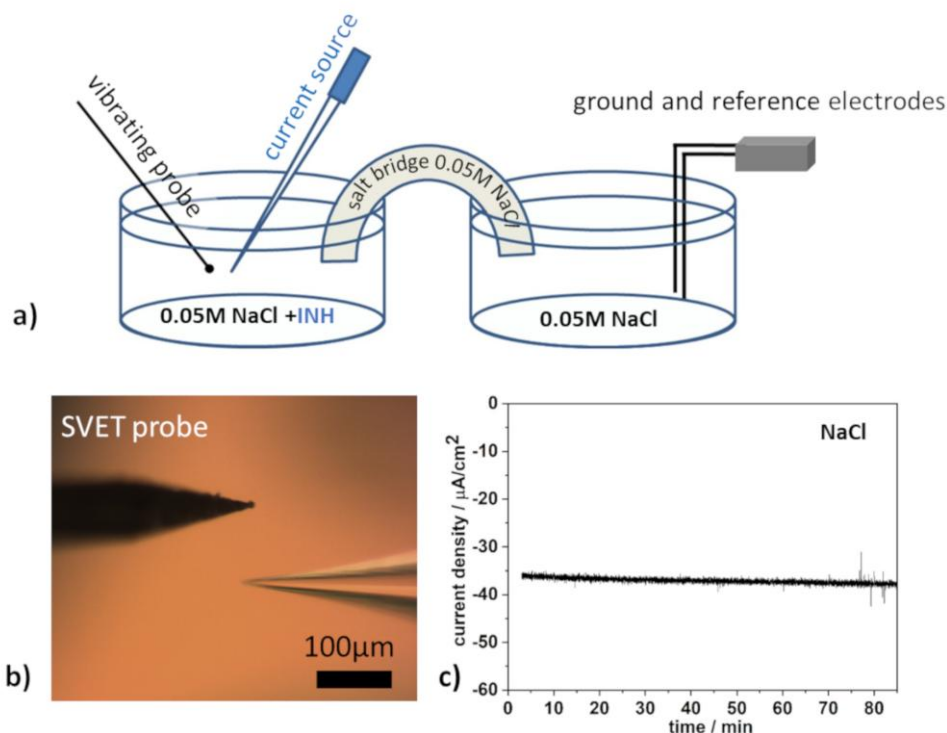 vibrating probe
current source
salt bridge 0.05M NaCl
ground and reference electrodes
0.05M NaCl +INH
0.05M NaCl
a)
SVET probe
100μm
b)
0
-10
-20
-30
-40
-50
-60
current density / μA/cm²
NaCl
0 10 20 30 40 50 60 70 80
time / min
c)